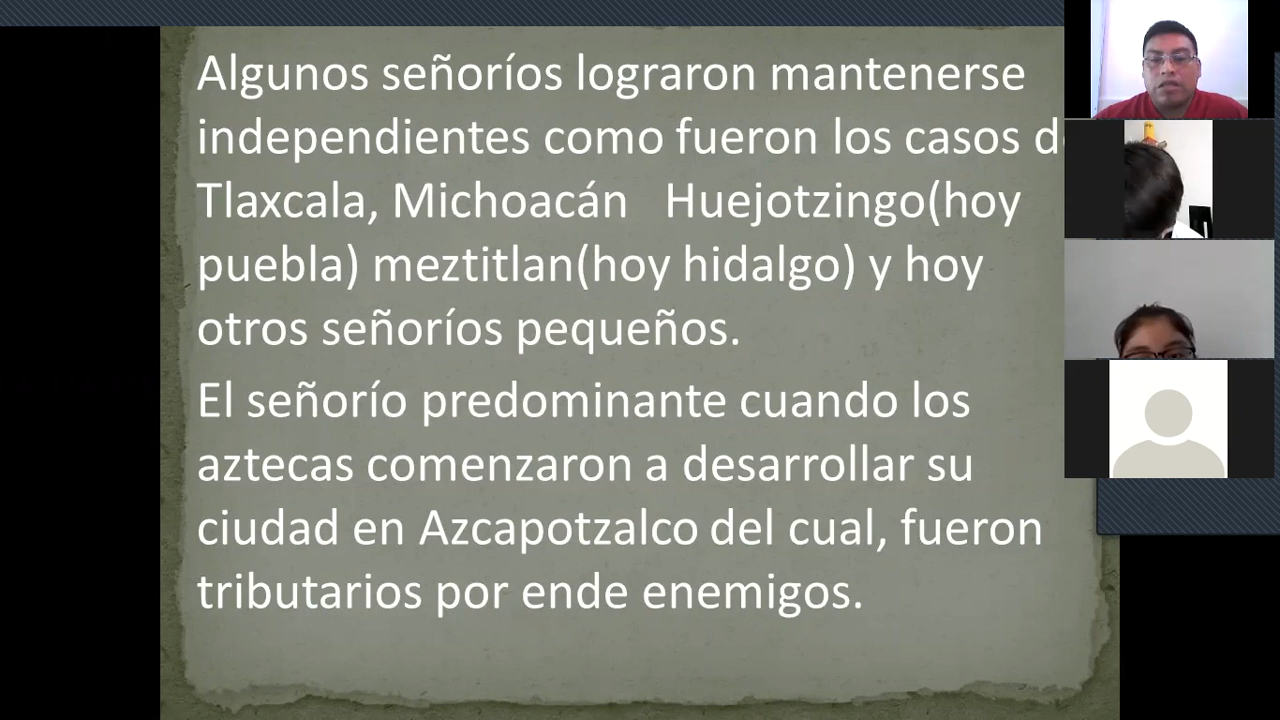 Algunos señoríos lograron mantenerse
independientes como fueron los casos de
Tlaxcala, Michoacán   Huejotzingo(hoy
puebla) meztitlan(hoy hidalgo) y hoy
otros señoríos pequeños.
El señorío predominante cuando los
aztecas comenzaron a desarrollar su
ciudad en Azcapotzalco del cual, fueron
tributarios por ende enemigos.